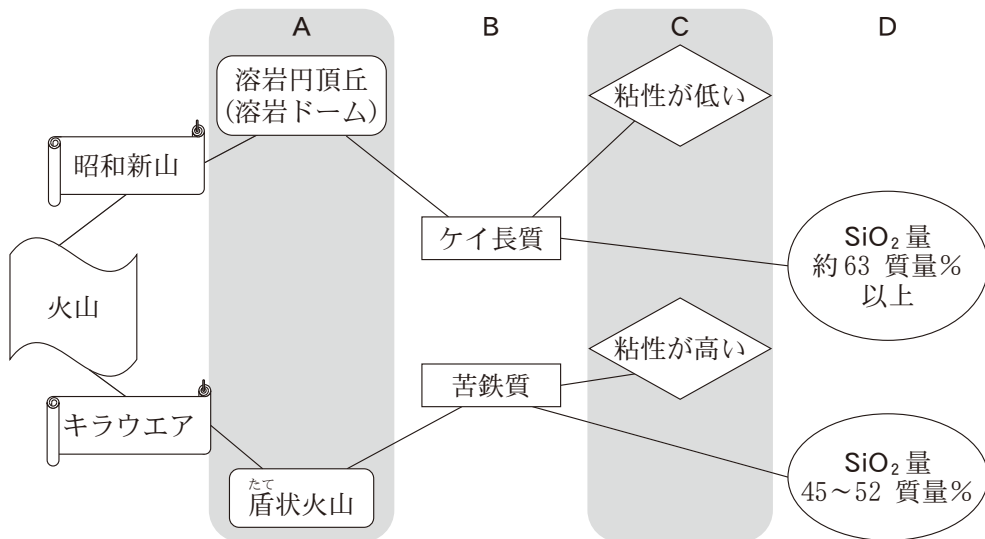 A
B
C
D
溶岩円頂丘
(溶岩ドーム)
粘性が低い
昭和新山
ケイ長質
SiO₂量
約63 質量%
以上
火山
粘性が高い
苦鉄質
キラウエア
SiO₂量
45～52 質量%
たて
盾状火山